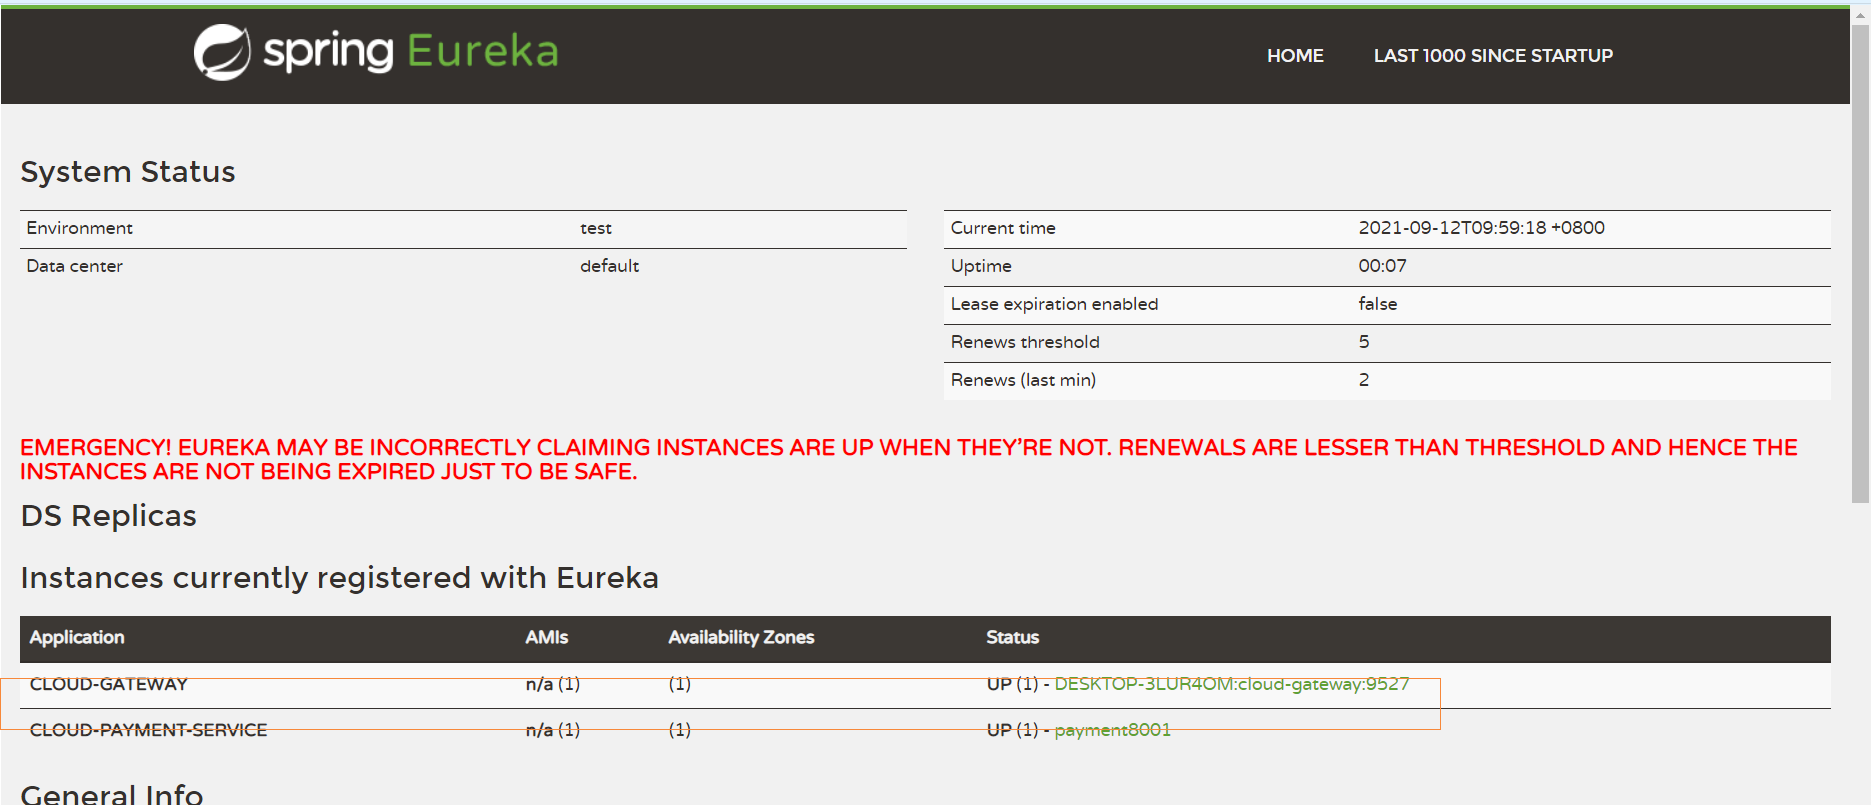 spring Eureka
HOME LAST 1000 SINCE STARTUP
System Status
Environment test
Data center default
Current time 2021-09-12T09:59:18 +0800
Uptime 00:07
Lease expiration enabled false
Renews threshold 5
Renews (last min) 2
EMERGENCY! EUREKA MAY BE INCORRECTLY CLAIMING INSTANCES ARE UP WHEN THEY'RE NOT. RENEWALS ARE LESSER THAN THRESHOLD AND HENCE THE
INSTANCES ARE NOT BEING EXPIRED JUST TO BE SAFE.
DS Replicas
Instances currently registered with Eureka
Application AMIs Availability Zones Status
CLOUD-GATEWAY n/a (1) (1) UP (1) - DESKTOP-3LUR4OM:cloud-gateway:9527
CLOUD-PAYMENT-SERVICE n/a (1) (1) UP (1) - payment8001
General Info